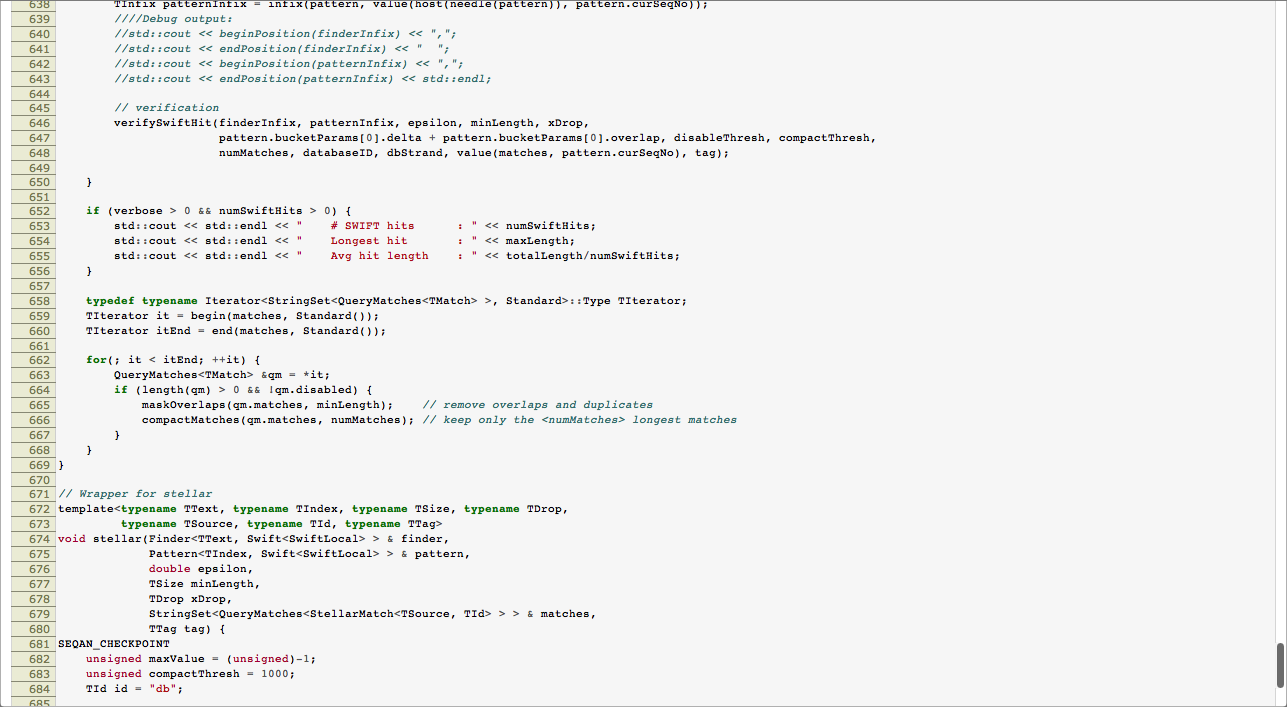 638 TInfix patternInfix = infix(pattern, value(host(needle(pattern)), pattern.curSeqNo));
639 ////Debug output:
640 //std::cout << beginPosition(finderInfix) << ",";
641 //std::cout << endPosition(finderInfix) << "  ";
642 //std::cout << beginPosition(patternInfix) << ",";
643 //std::cout << endPosition(patternInfix) << std::endl;
644
645 // verification
646 verifySwiftHit(finderInfix, patternInfix, epsilon, minLength, xDrop,
647 pattern.bucketParams[0].delta + pattern.bucketParams[0].overlap, disableThresh, compactThresh,
648 numMatches, databaseID, dbStrand, value(matches, pattern.curSeqNo), tag);
649
650 }
651
652 if (verbose > 0 && numSwiftHits > 0) {
653 std::cout << std::endl << "    # SWIFT hits      : " << numSwiftHits;
654 std::cout << std::endl << "    Longest hit       : " << maxLength;
655 std::cout << std::endl << "    Avg hit length    : " << totalLength/numSwiftHits;
656 }
657
658 typedef typename Iterator<StringSet<QueryMatches<TMatch> >, Standard>::Type TIterator;
659 TIterator it = begin(matches, Standard());
660 TIterator itEnd = end(matches, Standard());
661
662 for(; it < itEnd; ++it) {
663 QueryMatches<TMatch> &qm = *it;
664 if (length(qm) > 0 && !qm.disabled) {
665 maskOverlaps(qm.matches, minLength);    // remove overlaps and duplicates
666 compactMatches(qm.matches, numMatches); // keep only the <numMatches> longest matches
667 }
668 }
669 }
670
671 // Wrapper for stellar
672 template<typename TText, typename TIndex, typename TSize, typename TDrop,
673 typename TSource, typename TId, typename TTag>
674 void stellar(Finder<TText, Swift<SwiftLocal> > & finder,
675 Pattern<TIndex, Swift<SwiftLocal> > & pattern,
676 double epsilon,
677 TSize minLength,
678 TDrop xDrop,
679 StringSet<QueryMatches<StellarMatch<TSource, TId> > > & matches,
680 TTag tag) {
681 SEQAN_CHECKPOINT
682 unsigned maxValue = (unsigned)-1;
683 unsigned compactThresh = 1000;
684 TId id = "db";
685